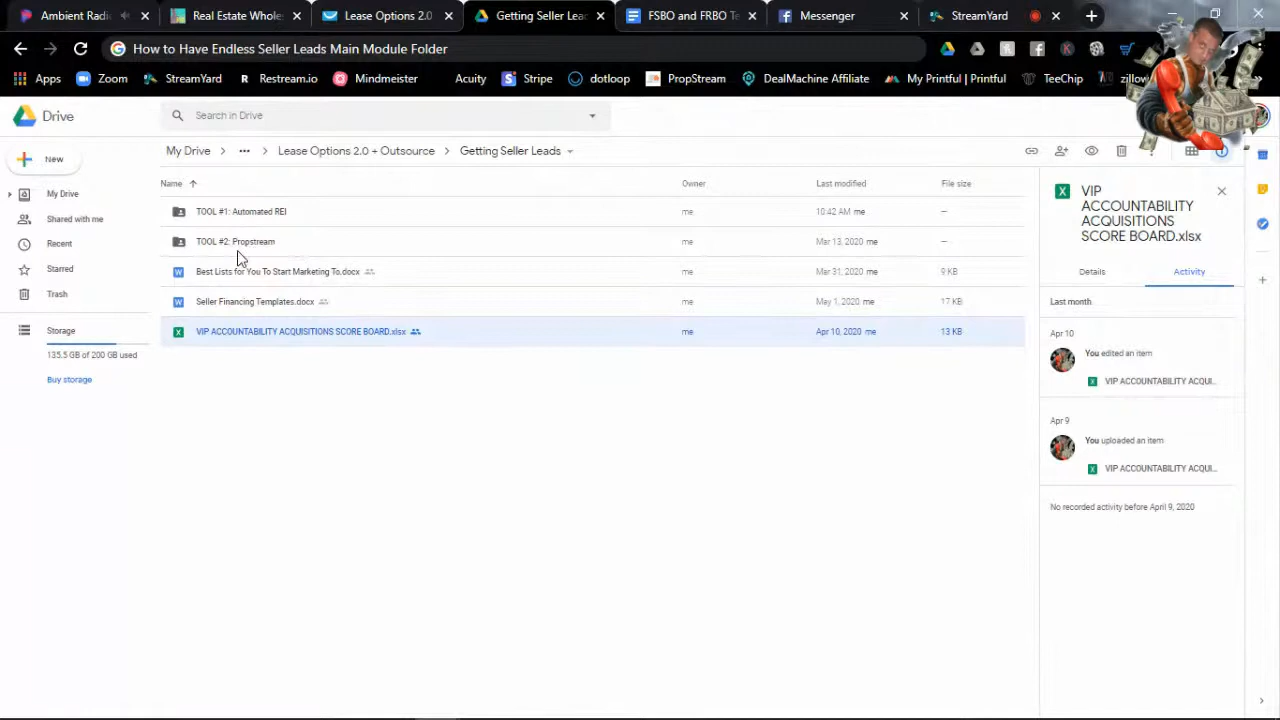 Ambient Radi
Real Estate Whole
Lease Options 2.0
Getting Seller Lea
FSBO and FRBO Te
Messenger
StreamYard
How to Have Endless Seller Leads Main Module Folder
Apps
Zoom
StreamYard
Restream.io
Mindmeister
Acuity
Stripe
dotloop
PropStream
DealMachine Affiliate
My Printful | Printful
TeeChip
zillow
Drive
Search in Drive
New
My Drive
Shared with me
Recent
Starred
Trash
Storage
135.5 GB of 200 GB used
Buy storage
My Drive > ... > Lease Options 2.0 + Outsource > Getting Seller Leads
Name Owner Last modified File size
TOOL #1: Automated REI me 10:42 AM me –
TOOL #2: Propstream me Mar 13, 2020 me –
Best Lists for You To Start Marketing To.docx me Mar 31, 2020 me 9 KB
Seller Financing Templates.docx me May 1, 2020 me 17 KB
VIP ACCOUNTABILITY ACQUISITIONS SCORE BOARD.xlsx me Apr 10, 2020 me 13 KB
VIP
ACCOUNTABILITY
ACQUISITIONS
SCORE BOARD.xlsx
Details Activity
Last month
Apr 10
You edited an item
VIP ACCOUNTABILITY ACQUI...
Apr 9
You uploaded an item
VIP ACCOUNTABILITY ACQUI...
No recorded activity before April 9, 2020